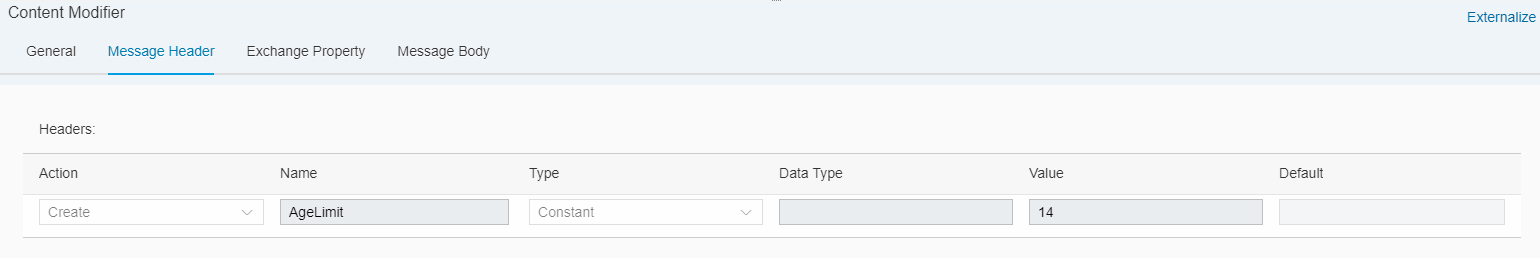 Content Modifier
Externalize
General Message Header Exchange Property Message Body
Headers:
Action Name Type Data Type Value Default
Create AgeLimit Constant 14